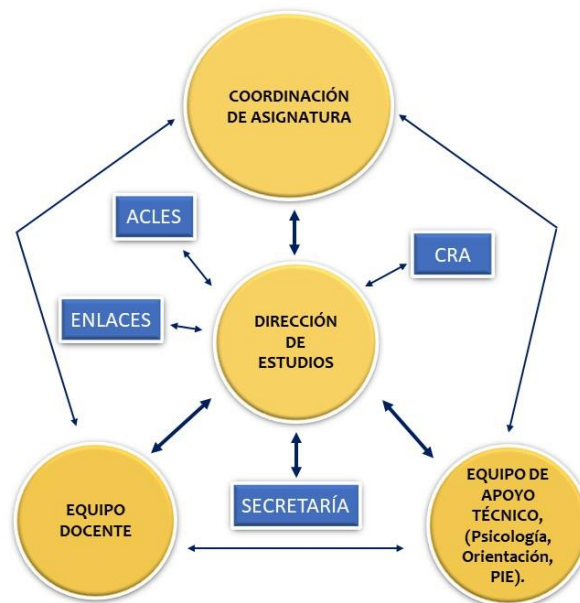 COORDINACIÓN
DE ASIGNATURA
ACLES
CRA
ENLACES
DIRECCIÓN
DE
ESTUDIOS
EQUIPO
DOCENTE
SECRETARÍA
EQUIPO DE
APOYO
TÉCNICO,
(Psicología,
Orientación,
PIE).